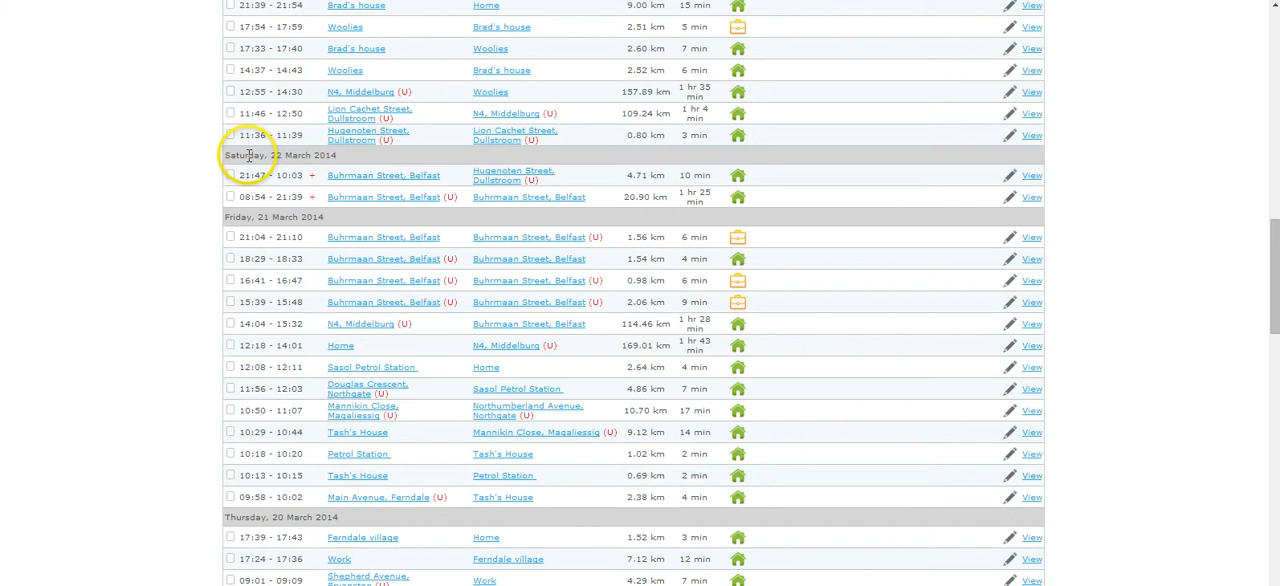 21:39 - 21:54 Brad's house Home 9.00 km 15 min View
17:54 - 17:59 Woolies Brad's house 2.51 km 5 min View
17:33 - 17:40 Brad's house Woolies 2.60 km 7 min View
14:37 - 14:43 Woolies Brad's house 2.52 km 6 min View
12:55 - 14:30 N4, Middelburg (U) Woolies 157.89 km 1 hr 35 min View
11:46 - 12:50 Lion Cachet Street, Dullstroom (U) N4, Middelburg (U) 109.24 km 1 hr 4 min View
11:36 - 11:39 Hugenoten Street, Dullstroom (U) Lion Cachet Street, Dullstroom (U) 0.80 km 3 min View
Saturday, 22 March 2014
21:47 - 10:03 + Buhrmaan Street, Belfast Hugenoten Street, Dullstroom (U) 4.71 km 10 min View
08:54 - 21:39 + Buhrmaan Street, Belfast (U) Buhrmaan Street, Belfast 20.90 km 1 hr 25 min View
Friday, 21 March 2014
21:04 - 21:10 Buhrmaan Street, Belfast Buhrmaan Street, Belfast (U) 1.56 km 6 min View
18:29 - 18:33 Buhrmaan Street, Belfast (U) Buhrmaan Street, Belfast 1.54 km 4 min View
16:41 - 16:47 Buhrmaan Street, Belfast (U) Buhrmaan Street, Belfast (U) 0.98 km 6 min View
15:39 - 15:48 Buhrmaan Street, Belfast (U) Buhrmaan Street, Belfast (U) 2.06 km 9 min View
14:04 - 15:32 N4, Middelburg (U) Buhrmaan Street, Belfast 114.46 km 1 hr 28 min View
12:18 - 14:01 Home N4, Middelburg (U) 169.01 km 1 hr 43 min View
12:08 - 12:11 Sasol Petrol Station Home 2.64 km 4 min View
11:56 - 12:03 Douglas Crescent, Northgate (U) Sasol Petrol Station 4.86 km 7 min View
10:50 - 11:07 Mannikin Close, Magaliessig (U) Northumberland Avenue, Northgate (U) 10.70 km 17 min View
10:29 - 10:44 Tash's House Mannikin Close, Magaliessig (U) 9.12 km 14 min View
10:18 - 10:20 Petrol Station Tash's House 1.02 km 2 min View
10:13 - 10:15 Tash's House Petrol Station 0.69 km 2 min View
09:58 - 10:02 Main Avenue, Ferndale (U) Tash's House 2.38 km 4 min View
Thursday, 20 March 2014
17:39 - 17:43 Ferndale village Home 1.52 km 3 min View
17:24 - 17:36 Work Ferndale village 7.12 km 12 min View
09:01 - 09:09 Shepherd Avenue, Bryanston (U) Work 4.29 km 7 min View